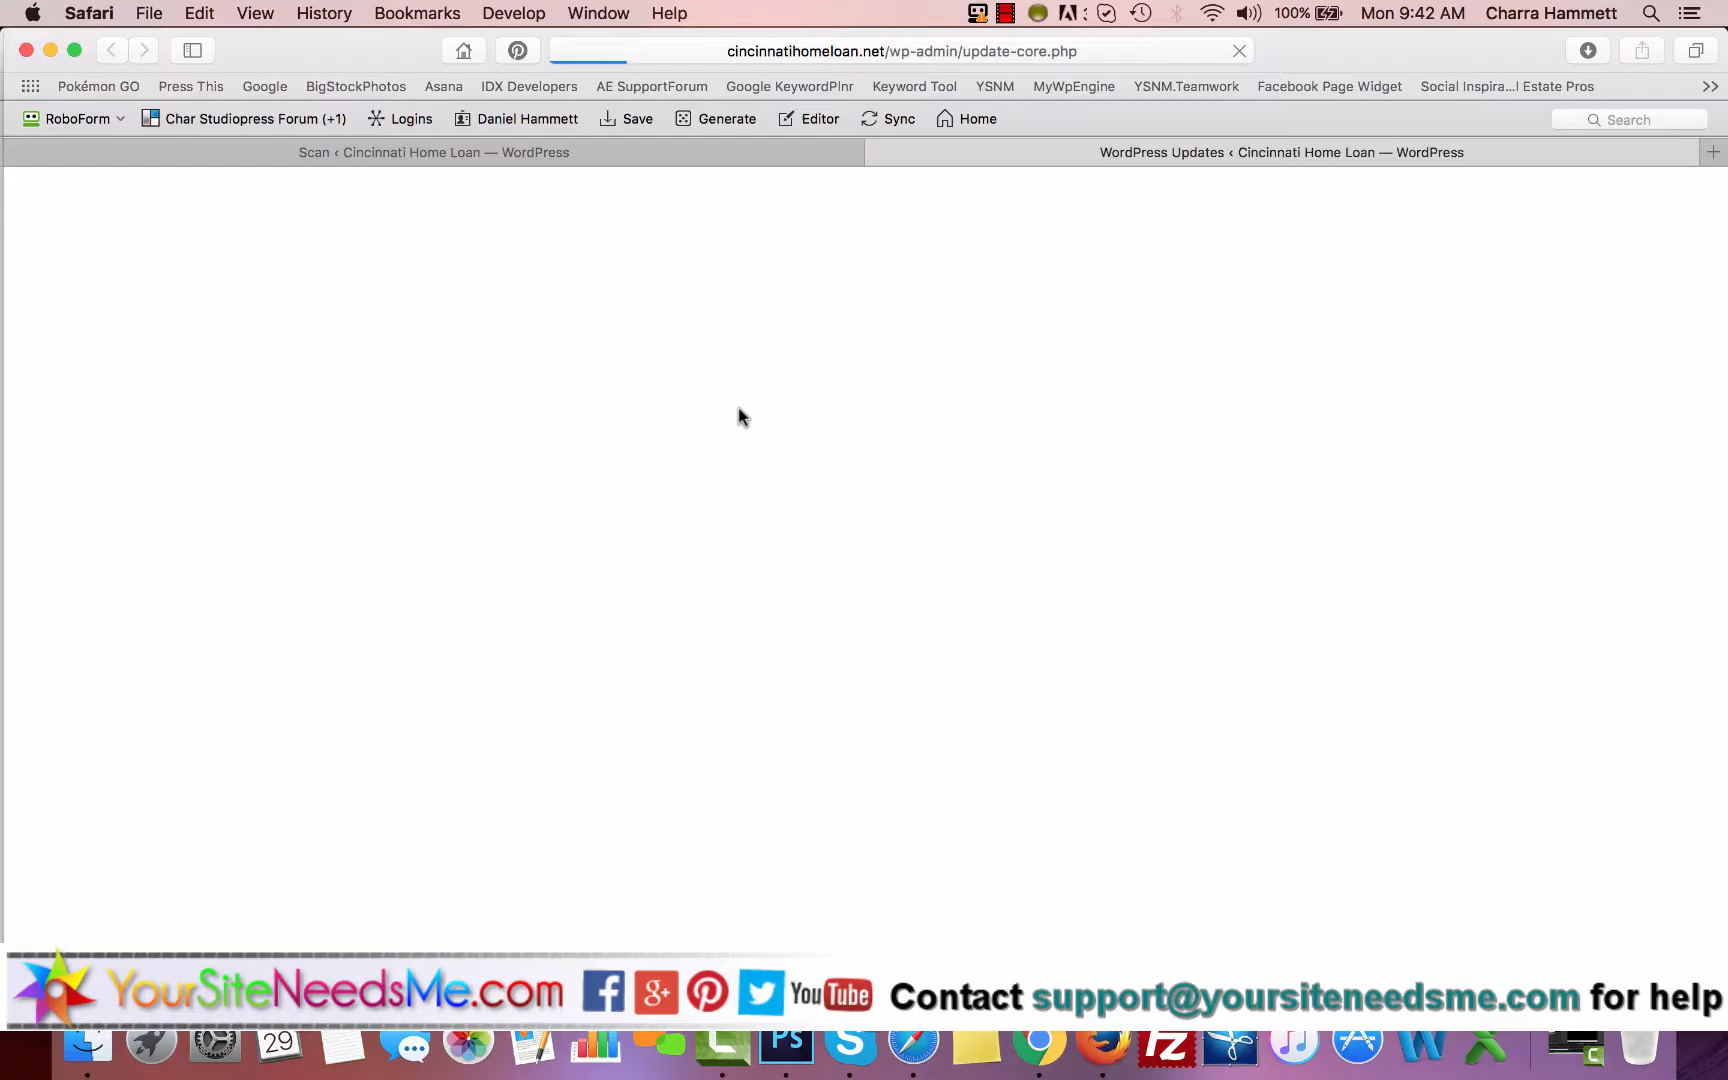 Safari File Edit View History Bookmarks Develop Window Help 100% Mon 9:42 AM Charra Hammett
cincinnatihomeloan.net/wp-admin/update-core.php
Pokémon GO Press This Google BigStockPhotos Asana IDX Developers AE SupportForum Google KeywordPlnr Keyword Tool YSNM MyWpEngine YSNM.Teamwork Facebook Page Widget Social Inspira...l Estate Pros
RoboForm Char Studiopress Forum (+1) Logins Daniel Hammett Save Generate Editor Sync Home Search
Scan ‹ Cincinnati Home Loan — WordPress WordPress Updates ‹ Cincinnati Home Loan — WordPress
YourSiteNeedsMe.com f g+ You Tube Contact support@yoursiteneedsme.com for help
29 Ps S FZ W X C